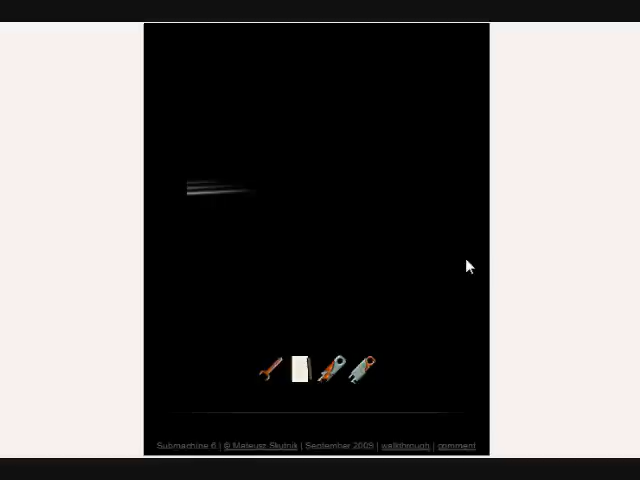 Submachine 6 | © Mateusz Skutnik | September 2009 | walkthrough | comment